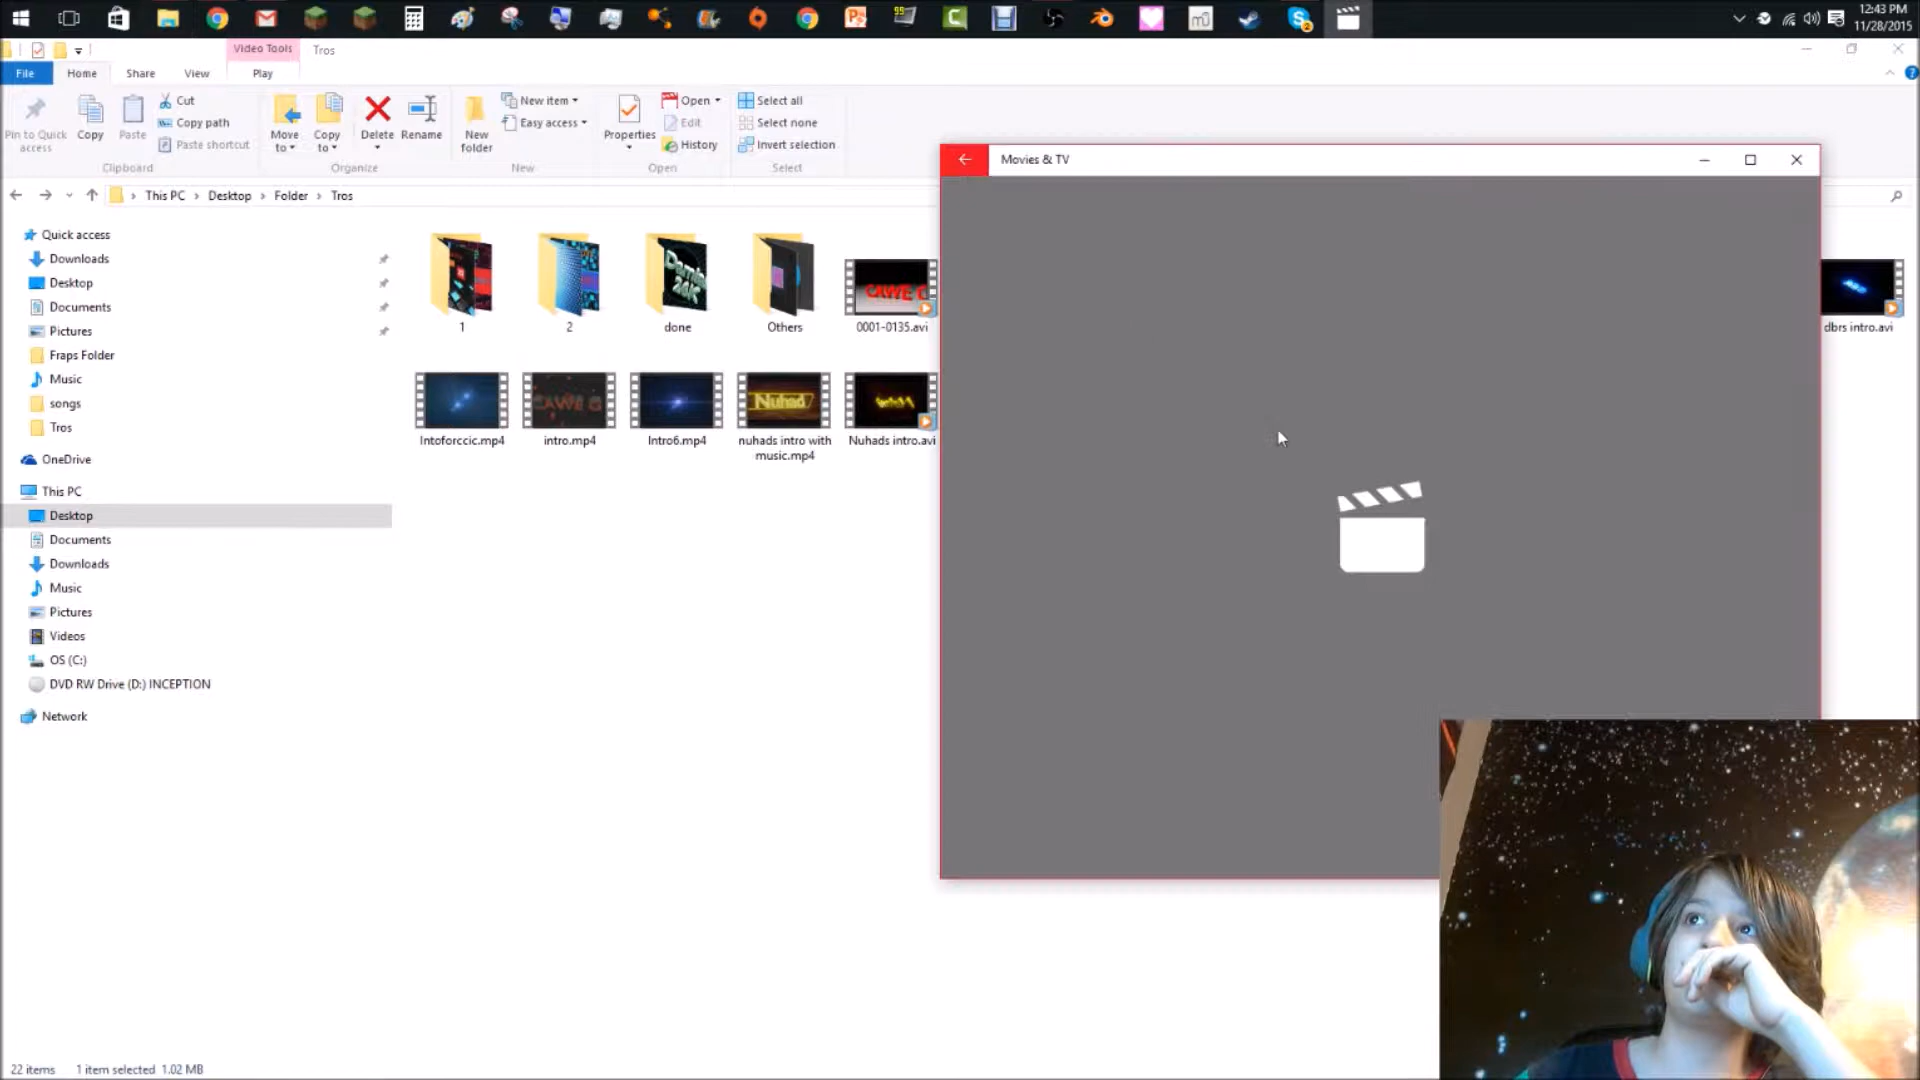 99
12:43 PM
11/28/2015
Video Tools
Tros
File
Home
Share
View
Play
Pin to Quick access
Copy
Paste
Cut
Copy path
Paste shortcut
Clipboard
Move to
Copy to
Delete
Rename
Organize
New folder
New item
Easy access
New
Properties
Open
Edit
History
Open
Select all
Select none
Invert selection
Select
This PC > Desktop > Folder > Tros
Movies & TV
Quick access
Downloads
Desktop
Documents
Pictures
Fraps Folder
Music
songs
Tros
OneDrive
This PC
Desktop
Documents
Downloads
Music
Pictures
Videos
OS (C:)
DVD RW Drive (D:) INCEPTION
Network
1
2
done
Others
0001-0135.avi
dbrs intro.avi
CAWE G
Nuhad
Intoforccic.mp4
intro.mp4
Intro6.mp4
nuhads intro with
music.mp4
Nuhads intro.avi
22 items
1 item selected 1.02 MB